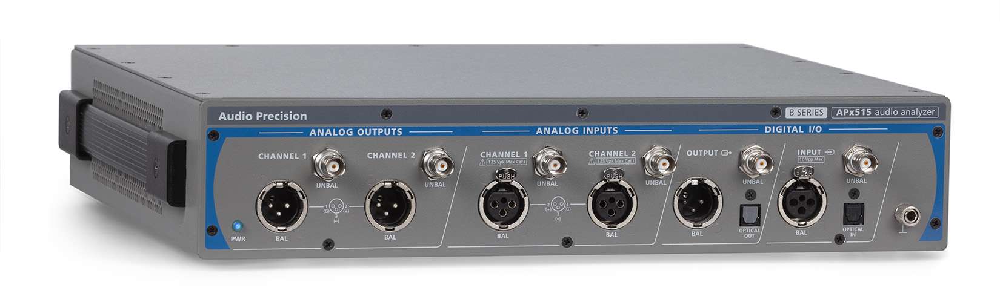 Audio Precision
B SERIES
APx515 audio analyzer
ANALOG OUTPUTS
ANALOG INPUTS
DIGITAL I/O
CHANNEL 1
UNBAL
CHANNEL 2
UNBAL
CHANNEL 1
125 Vpk Max Cat I
UNBAL
CHANNEL 2
125 Vpk Max Cat I
UNBAL
OUTPUT
UNBAL
INPUT
10 Vpp Max
UNBAL
PUSH
PUSH
PUSH
1
(G)
2
(+)
3
(–)
2
(+)
1
(G)
3
(–)
PWR
BAL
BAL
BAL
BAL
BAL
OPTICAL
OUT
BAL
OPTICAL
IN